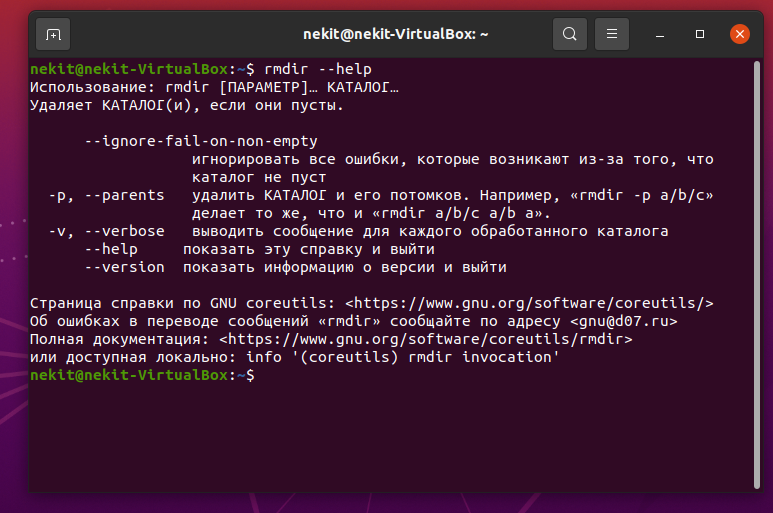 nekit@nekit-VirtualBox: ~
nekit@nekit-VirtualBox:~$ rmdir --help
Использование: rmdir [ПАРАМЕТР]… КАТАЛОГ…
Удаляет КАТАЛОГ(и), если они пусты.
--ignore-fail-on-non-empty
игнорировать все ошибки, которые возникают из-за того, что
каталог не пуст
-p, --parents   удалить КАТАЛОГ и его потомков. Например, «rmdir -p a/b/c»
делает то же, что и «rmdir a/b/c a/b a».
-v, --verbose   выводить сообщение для каждого обработанного каталога
--help     показать эту справку и выйти
--version  показать информацию о версии и выйти
Страница справки по GNU coreutils: <https://www.gnu.org/software/coreutils/>
Об ошибках в переводе сообщений «rmdir» сообщайте по адресу <gnu@d07.ru>
Полная документация: <https://www.gnu.org/software/coreutils/rmdir>
или доступная локально: info '(coreutils) rmdir invocation'
nekit@nekit-VirtualBox:~$